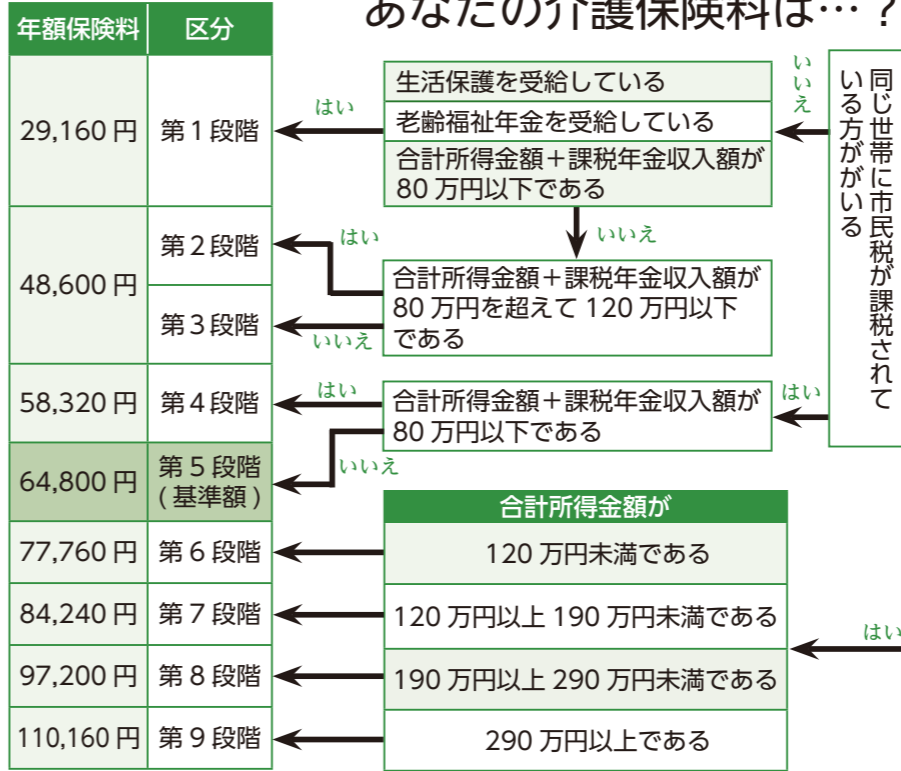 あなたの介護保険料は…？
年額保険料 区分
29,160円 第1段階
48,600円 第2段階
第3段階
58,320円 第4段階
64,800円 第5段階
(基準額)
77,760円 第6段階
84,240円 第7段階
97,200円 第8段階
110,160円 第9段階
はい
生活保護を受給している
老齢福祉年金を受給している
合計所得金額＋課税年金収入額が
80万円以下である
いいえ
いいえ
はい
合計所得金額＋課税年金収入額が
80万円を超えて120万円以下
である
いいえ
はい
合計所得金額＋課税年金収入額が
80万円以下である
いいえ
はい
同じ世帯に市民税が課税されて
いる方がいる
合計所得金額が
120万円未満である
120万円以上190万円未満である
190万円以上290万円未満である
290万円以上である
はい